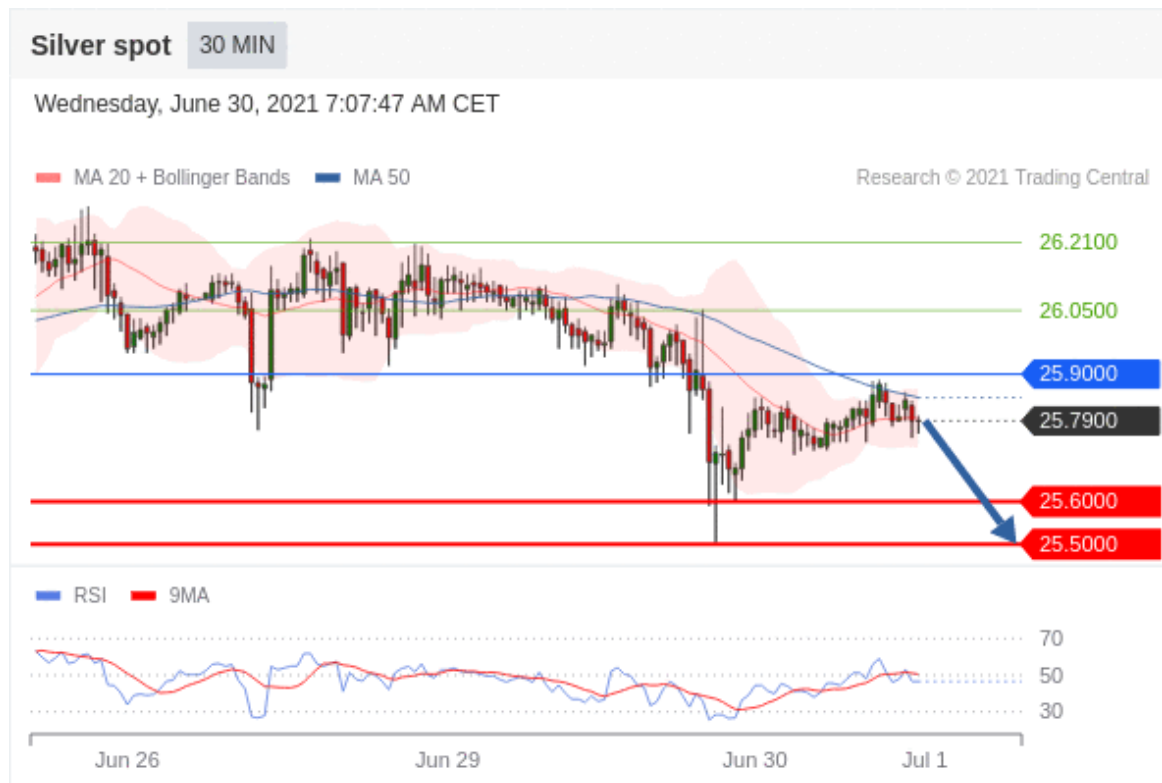 Silver spot 30 MIN
Wednesday, June 30, 2021 7:07:47 AM CET
MA 20 + Bollinger Bands MA 50 Research © 2021 Trading Central
26.2100
26.0500
25.9000
25.7900
25.6000
25.5000
RSI 9MA
70
50
30
Jun 26 Jun 29 Jun 30 Jul 1